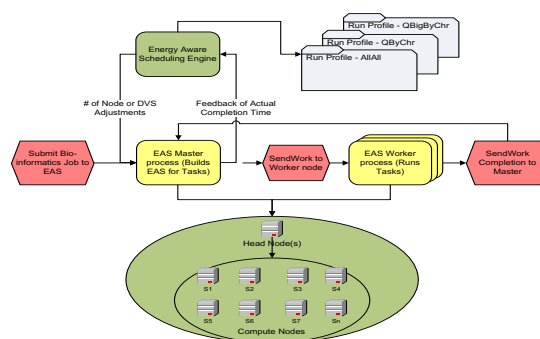 Run Profile - QBigByChr
Run Profile - QByChr
Run Profile - AllAll
Energy Aware
Scheduling Engine
# of Node or DVS
Adjustments
Feedback of Actual
Completion Time
Submit Bio-
informatics Job to
EAS
EAS Master
process (Builds
EAS for Tasks)
SendWork to
Worker node
EAS Worker
process (Runs
Tasks)
SendWork
Completion to
Master
Head Node(s)
S1
S2
S3
S4
S5
S6
S7
Sn
Compute Nodes